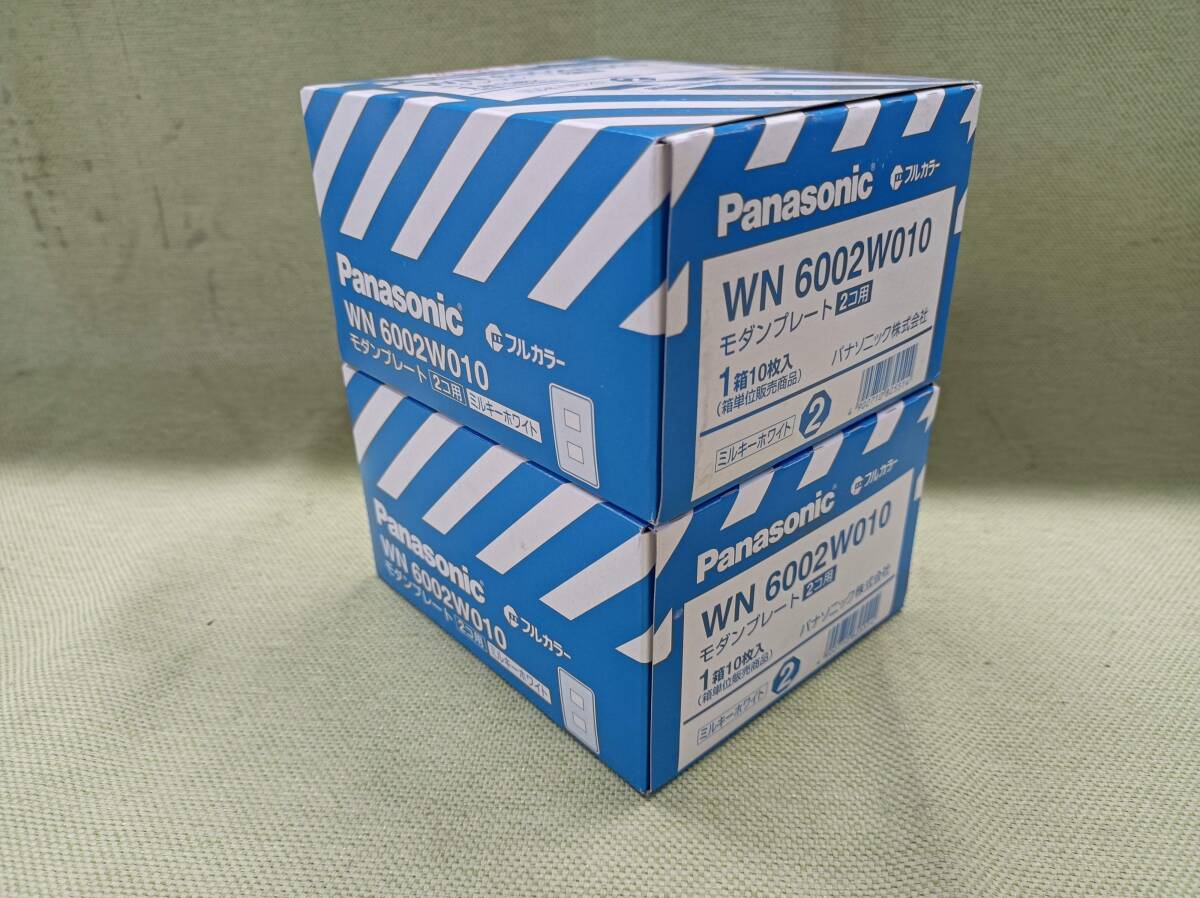 Panasonic
WN 6002W010
モダンプレート 2コ用 ミルキーホワイト
フルカラー
Panasonic フルカラー
WN 6002W010
モダンプレート 2コ用
パナソニック株式会社
1箱10枚入
(箱単位販売商品)
ミルキーホワイト 2
Panasonic
WN 6002W010
モダンプレート 2コ用 ミルキーホワイト
フルカラー
Panasonic フルカラー
WN 6002W010
モダンプレート 2コ用
パナソニック株式会社
1箱10枚入
(箱単位販売商品)
ミルキーホワイト 2